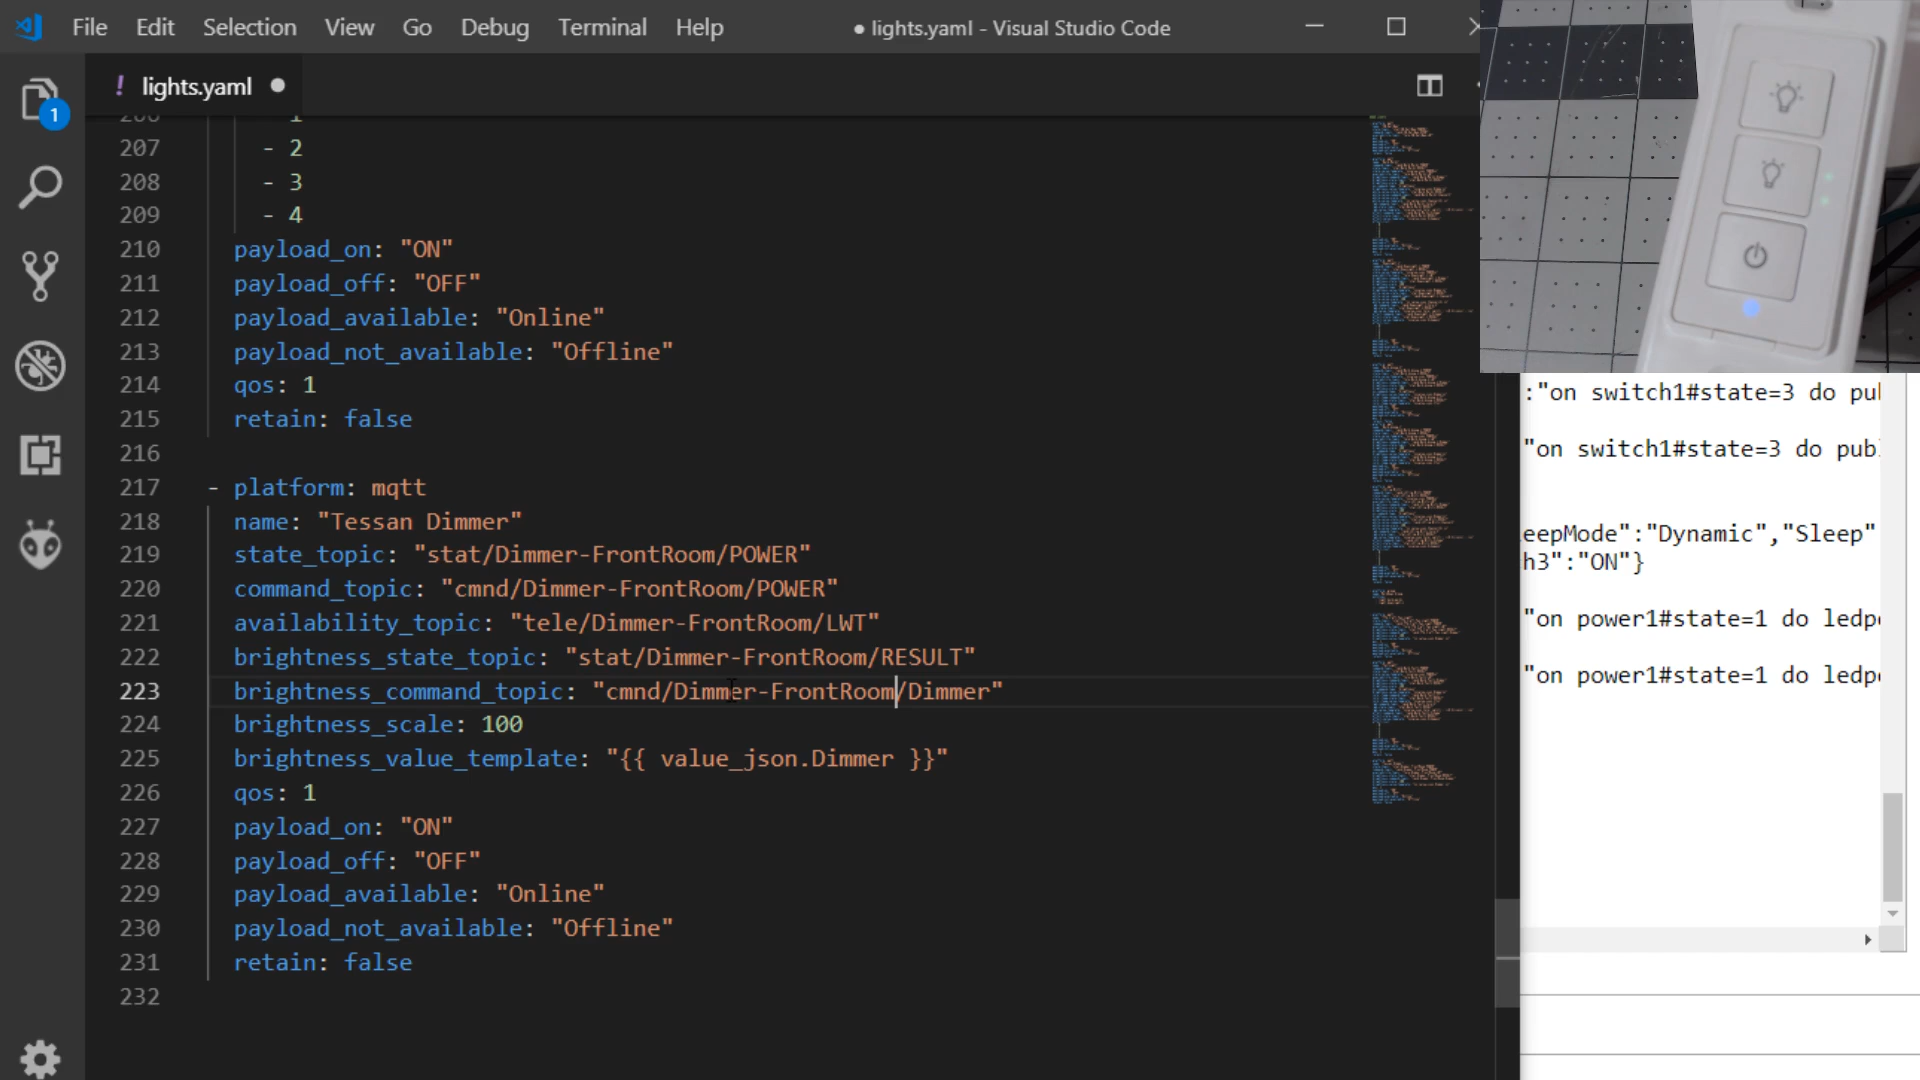 File Edit Selection View Go Debug Terminal Help ● lights.yaml - Visual Studio Code
! lights.yaml ●
1
207 - 2
208 - 3
209 - 4
210 payload_on: "ON"
211 payload_off: "OFF"
212 payload_available: "Online"
213 payload_not_available: "Offline"
214 qos: 1
215 retain: false
216
217 - platform: mqtt
218 name: "Tessan Dimmer"
219 state_topic: "stat/Dimmer-FrontRoom/POWER"
220 command_topic: "cmnd/Dimmer-FrontRoom/POWER"
221 availability_topic: "tele/Dimmer-FrontRoom/LWT"
222 brightness_state_topic: "stat/Dimmer-FrontRoom/RESULT"
223 brightness_command_topic: "cmnd/Dimmer-FrontRoom/Dimmer"
224 brightness_scale: 100
225 brightness_value_template: "{{ value_json.Dimmer }}"
226 qos: 1
227 payload_on: "ON"
228 payload_off: "OFF"
229 payload_available: "Online"
230 payload_not_available: "Offline"
231 retain: false
232
:"on switch1#state=3 do
"on switch1#state=3 do
eepMode":"Dynamic","Sleep"
h3":"ON"}
"on power1#state=1 do
"on power1#state=1 do